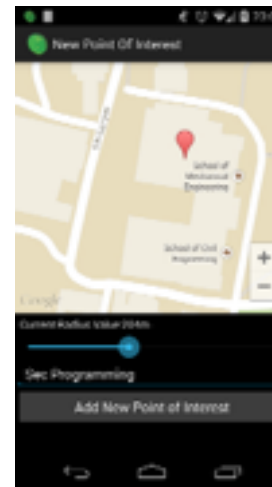 New Point Of Interest
School of
Mechanical
Engineering
School of Civil
Engineering
Google
Current Radius Value
Sec Programming
Add New Point of Interest